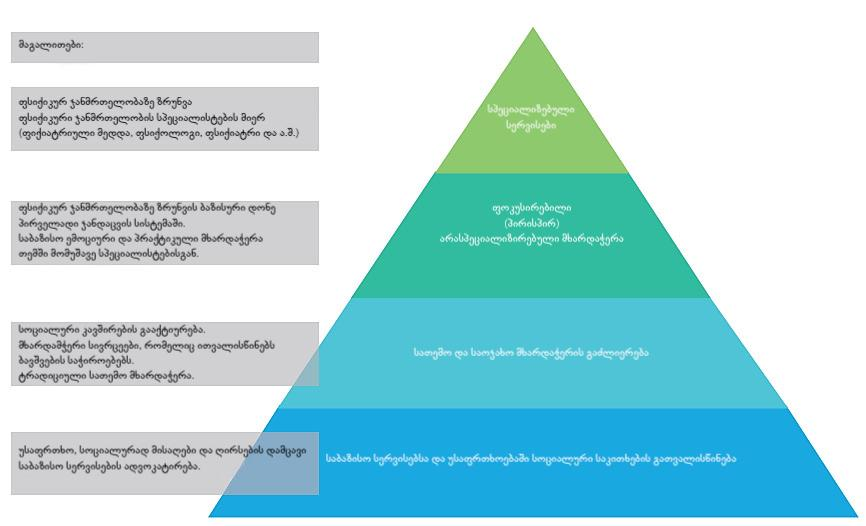 მაგალითები:
ფსიქიკურ ჯანმრთელობაზე ზრუნვა
ფსიქიკური ჯანმრთელობის სპეციალისტების მიერ
(ფიქიატრიული მედდა, ფსიქოლოგი, ფსიქიატრი და ა.შ.)
სპეციალიზებული
სერვისები
ფსიქიკურ ჯანმრთელობაზე ზრუნვის ბაზისური დონე
პირველადი ჯანდაცვის სისტემაში.
საბაზისო ემოციური და პრაქტიკული მხარდაჭერა
თემში მომუშავე სპეციალისტებისგან.
ფოკუსირებილი
(პირისპირ)
არასპეციალიზირებული მხარდაჭერა
სოციალური კავშირების გააქტიურება.
მხარდამჭერი სივრცეები, რომელიც ითვალისწინებს
ბავშვების საჭიროებებს.
ტრადიციული სათემო მხარდაჭერა.
სათემო და საოჯახო მხარდაჭერის გაძლიერება
უსაფრთხო, სოციალურად მისაღები და ღირსების დამცავი
საბაზისო სერვისების ადვოკატირება.
საბაზისო სერვისებსა და უსაფრთხოებაში სოციალური საკითხების გათვალისწინება